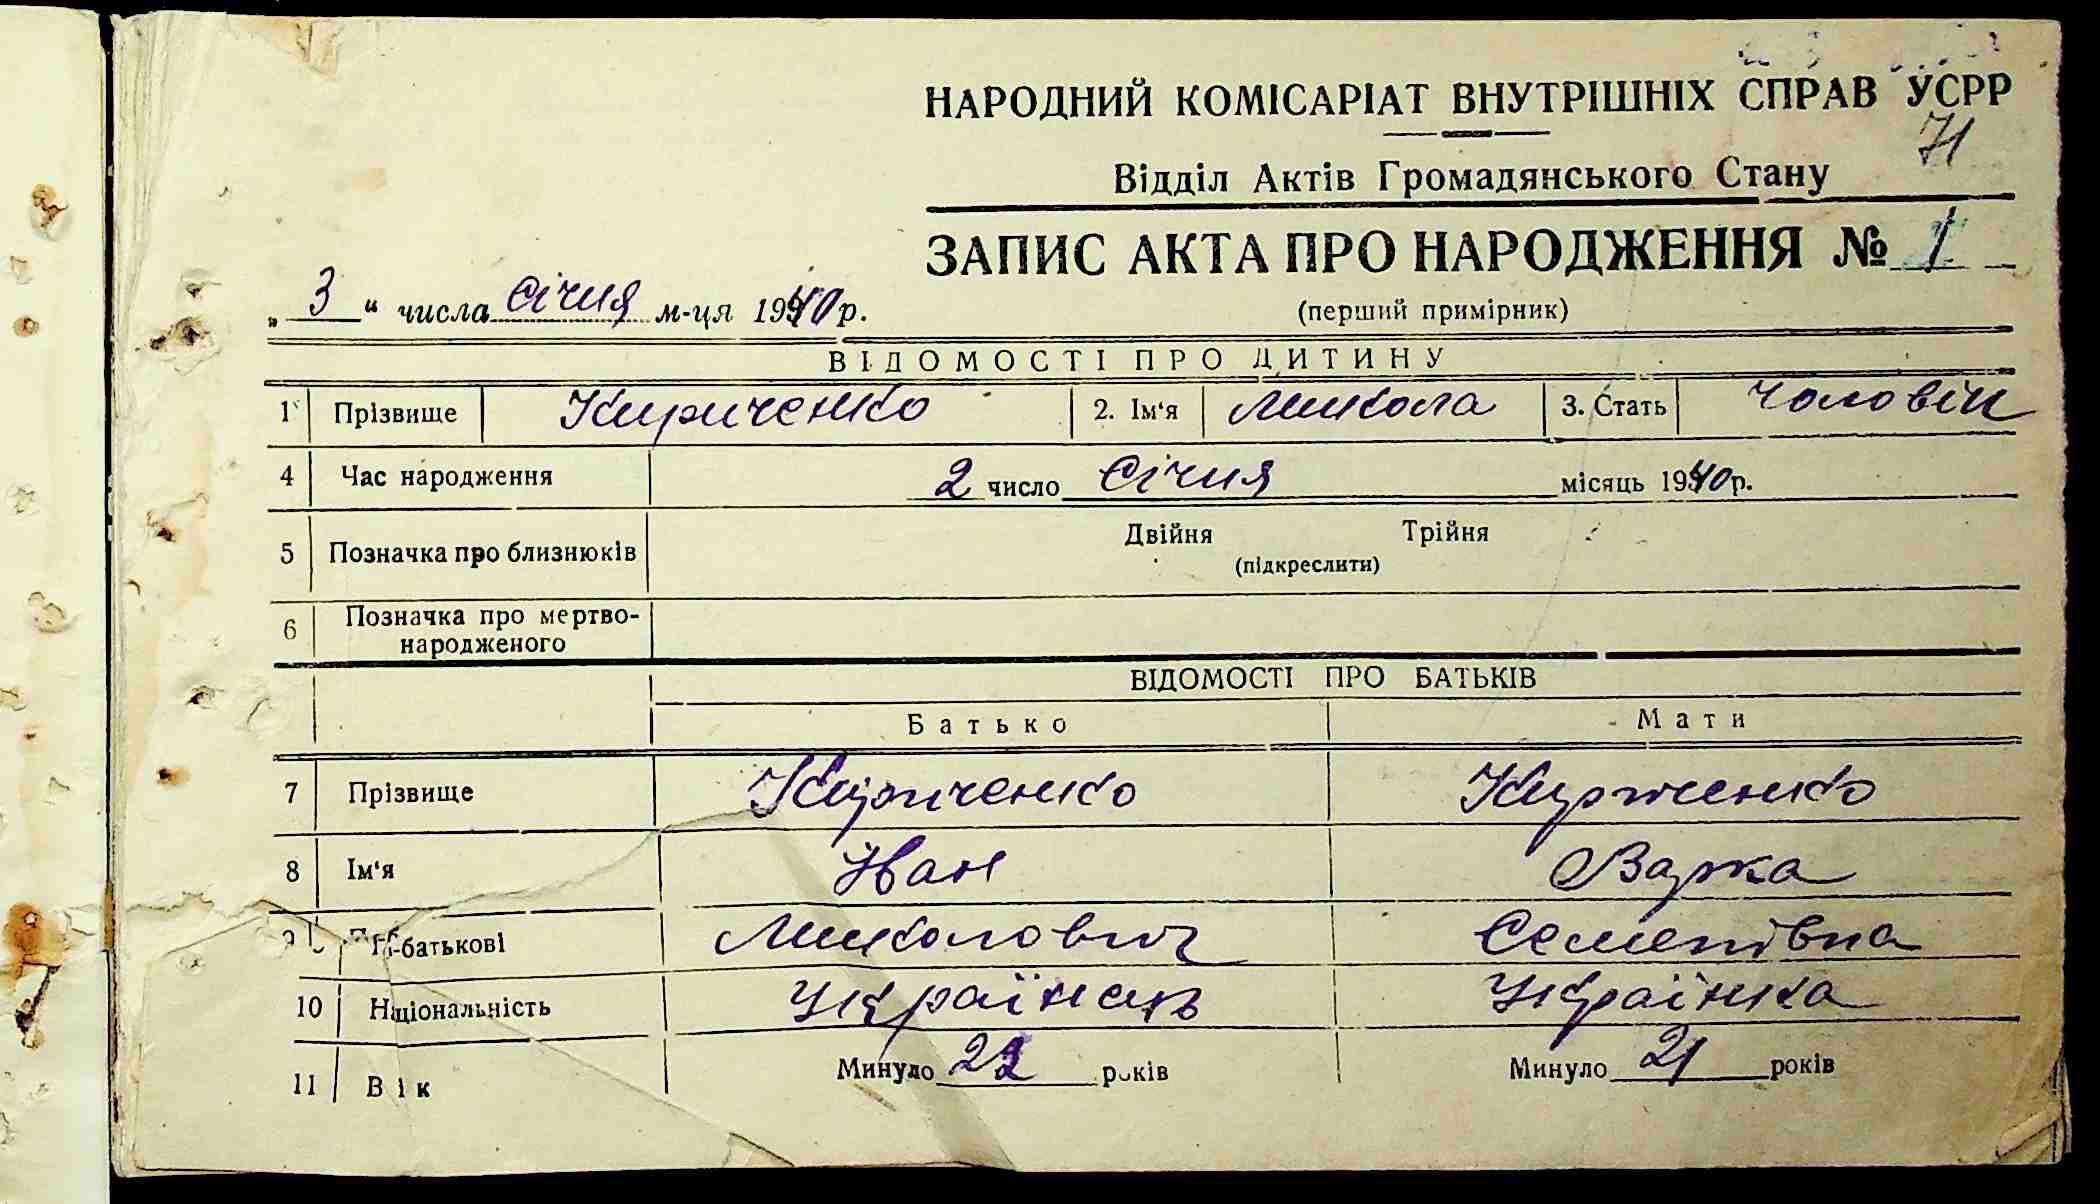 НАРОДНИЙ КОМІСАРІАТ ВНУТРІШНІХ СПРАВ УСРР
71
Відділ Актів Громадянського Стану
ЗАПИС АКТА ПРО НАРОДЖЕННЯ № 1
„ 3 “ числа січня м-ця 1940 р.
(перший примірник)
ВІДОМОСТІ ПРО ДИТИНУ
1 Прізвище Кириченко 2. Ім‘я Микола 3. Стать чоловіч
4 Час народження 2 число січня місяць 1940 р.
5 Позначка про близнюків Двійня Трійня
(підкреслити)
6 Позначка про мертво-
народженого
ВІДОМОСТІ ПРО БАТЬКІВ
Батько Мати
7 Прізвище Кириченко Кириченко
8 Ім‘я Іван Варка
9 По-батькові Миколович Семенівна
10 Національність Українець Українка
11 Вік Минуло 22 років Минуло 21 років